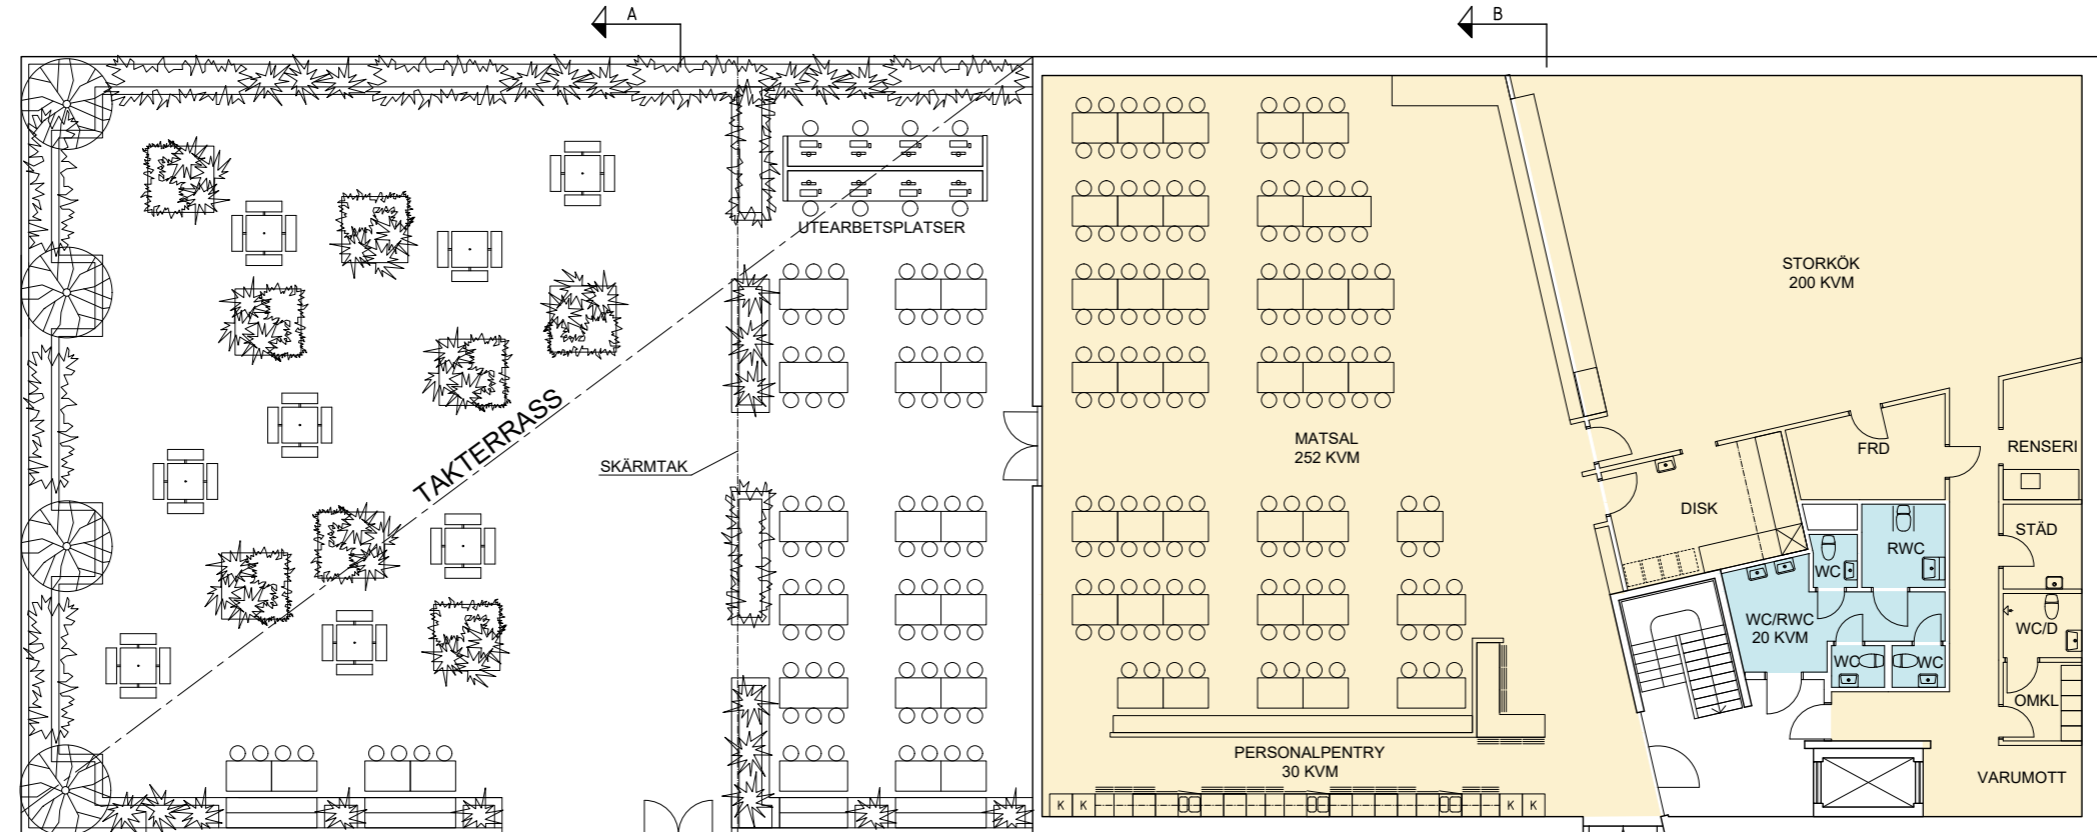 A
B
UTEARBETSPLATSER
STORKÖK
200 KVM
TAKTERRASS
SKÄRMTAK
MATSAL
252 KVM
FRD
RENSERI
DISK
STÄD
RWC
WC
WC/RWC
20 KVM
WC/D
WC
WC
OMKL
PERSONALPENTRY
30 KVM
VARUMOTT
K
K
K
K